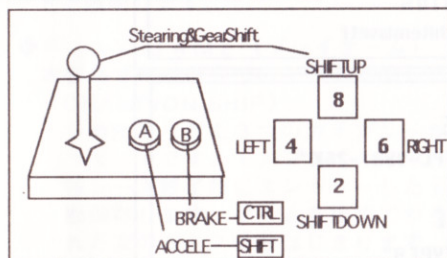 Stearing&GearShift
SHIFTUP
8
A B
LEFT 4 6 RIGHT
2
BRAKE CTRL
SHIFTDOWN
ACCELE SHIFT